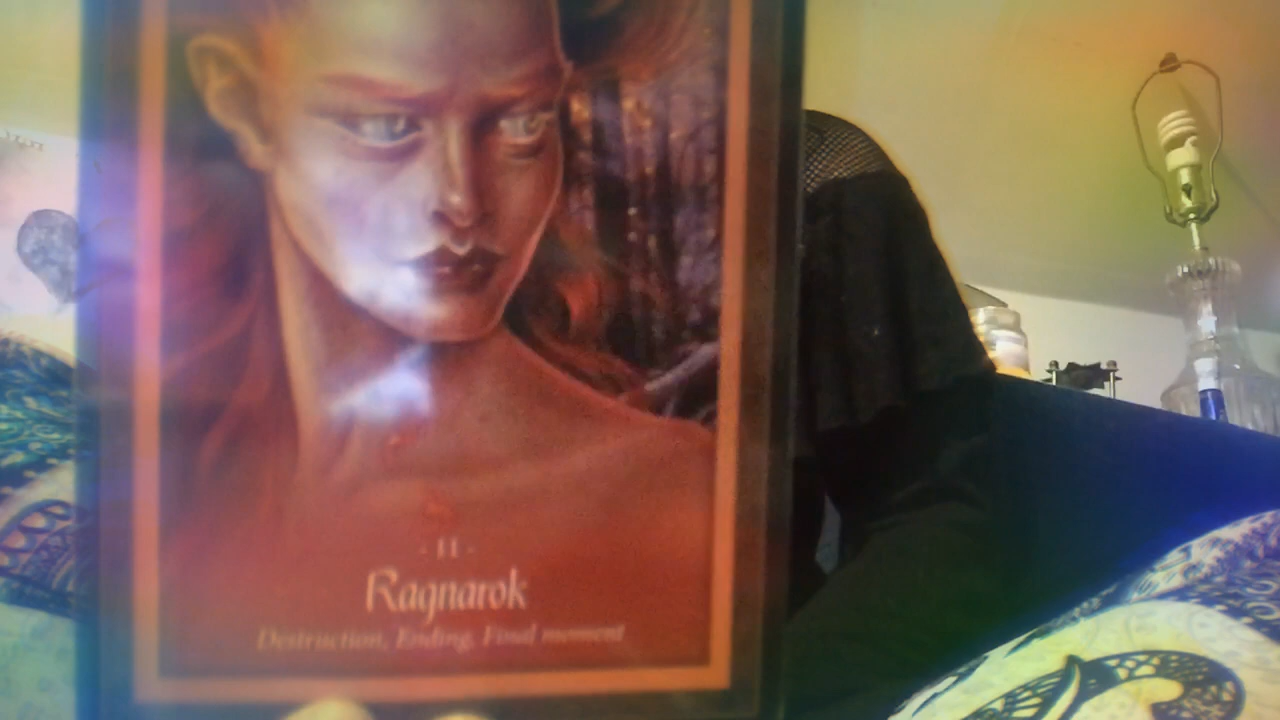 - 11 -
Ragnarok
Destruction, Ending, Final moment